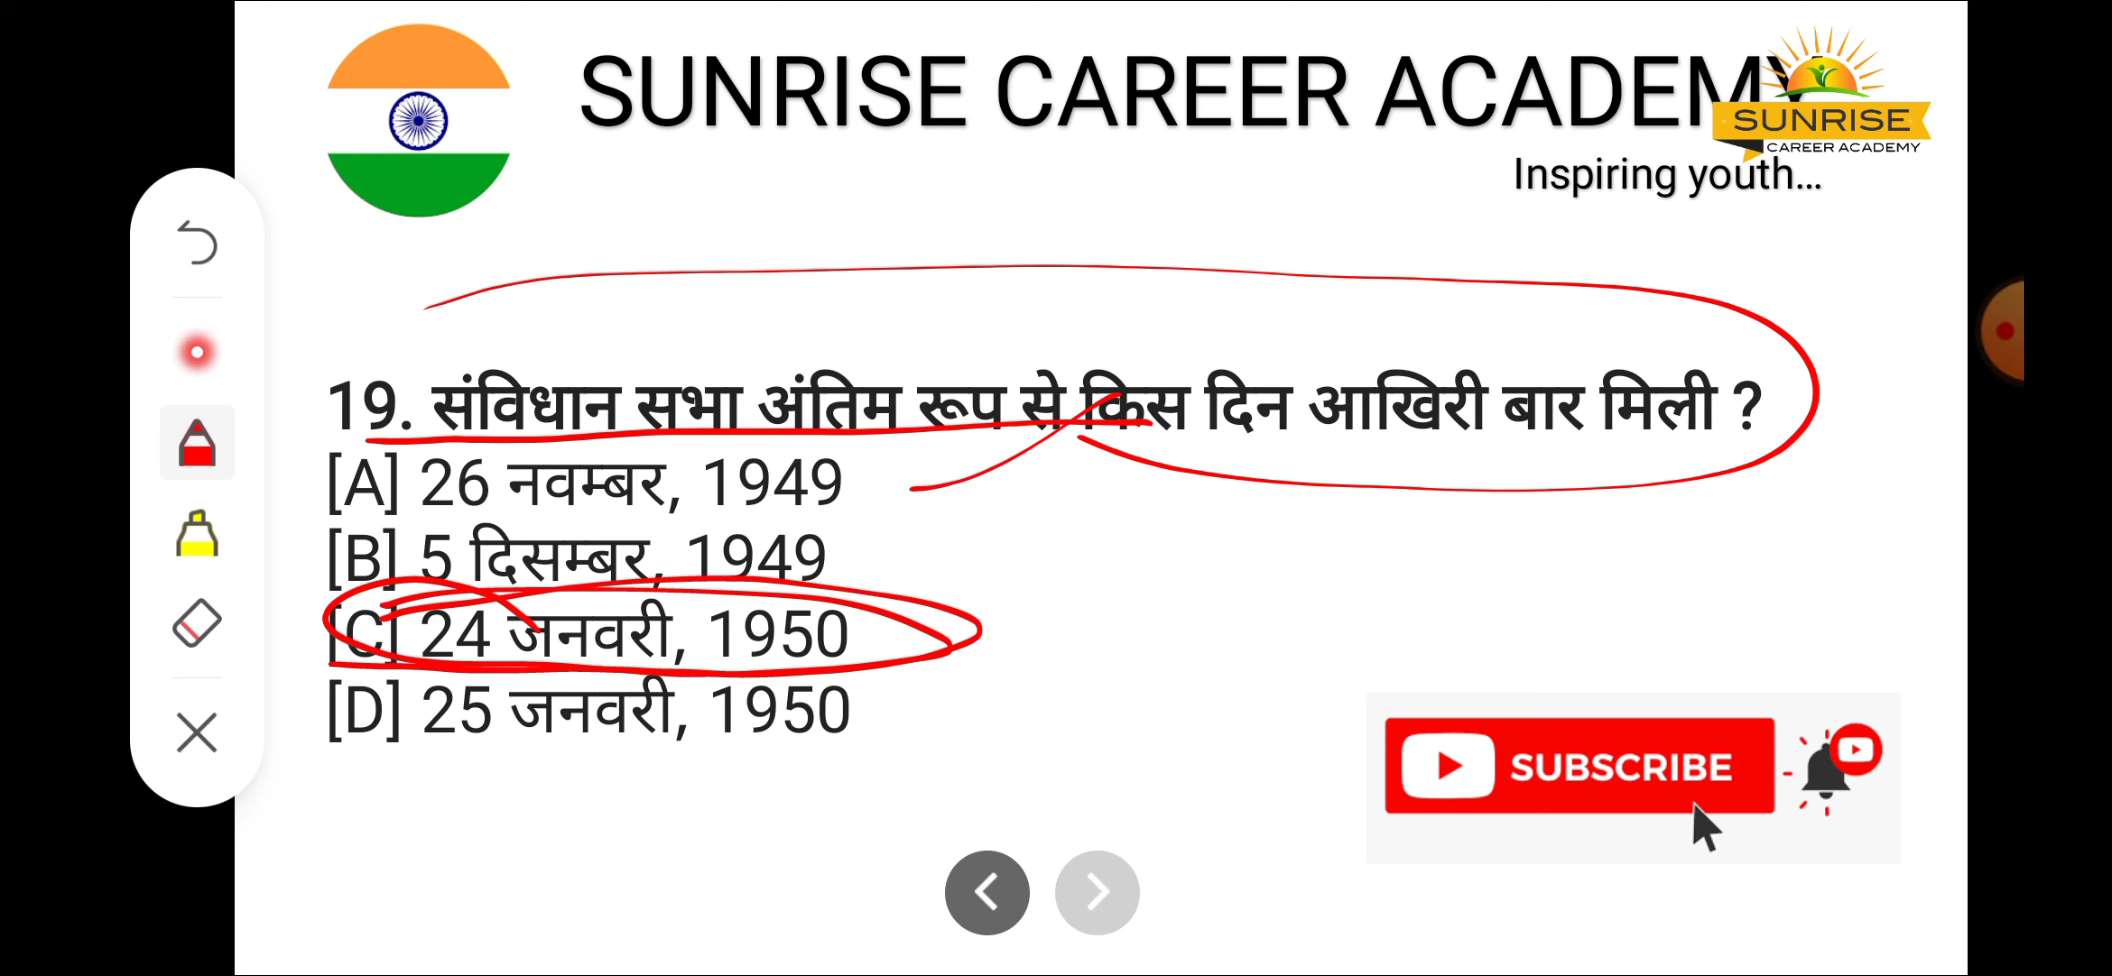 SUNRISE CAREER ACADEMY
SUNRISE
CAREER ACADEMY
Inspiring youth...
19. संविधान सभा अंतिम रूप से किस दिन आखिरी बार मिली ?
[A] 26 नवम्बर, 1949
[B] 5 दिसम्बर, 1949
[C] 24 जनवरी, 1950
[D] 25 जनवरी, 1950
SUBSCRIBE